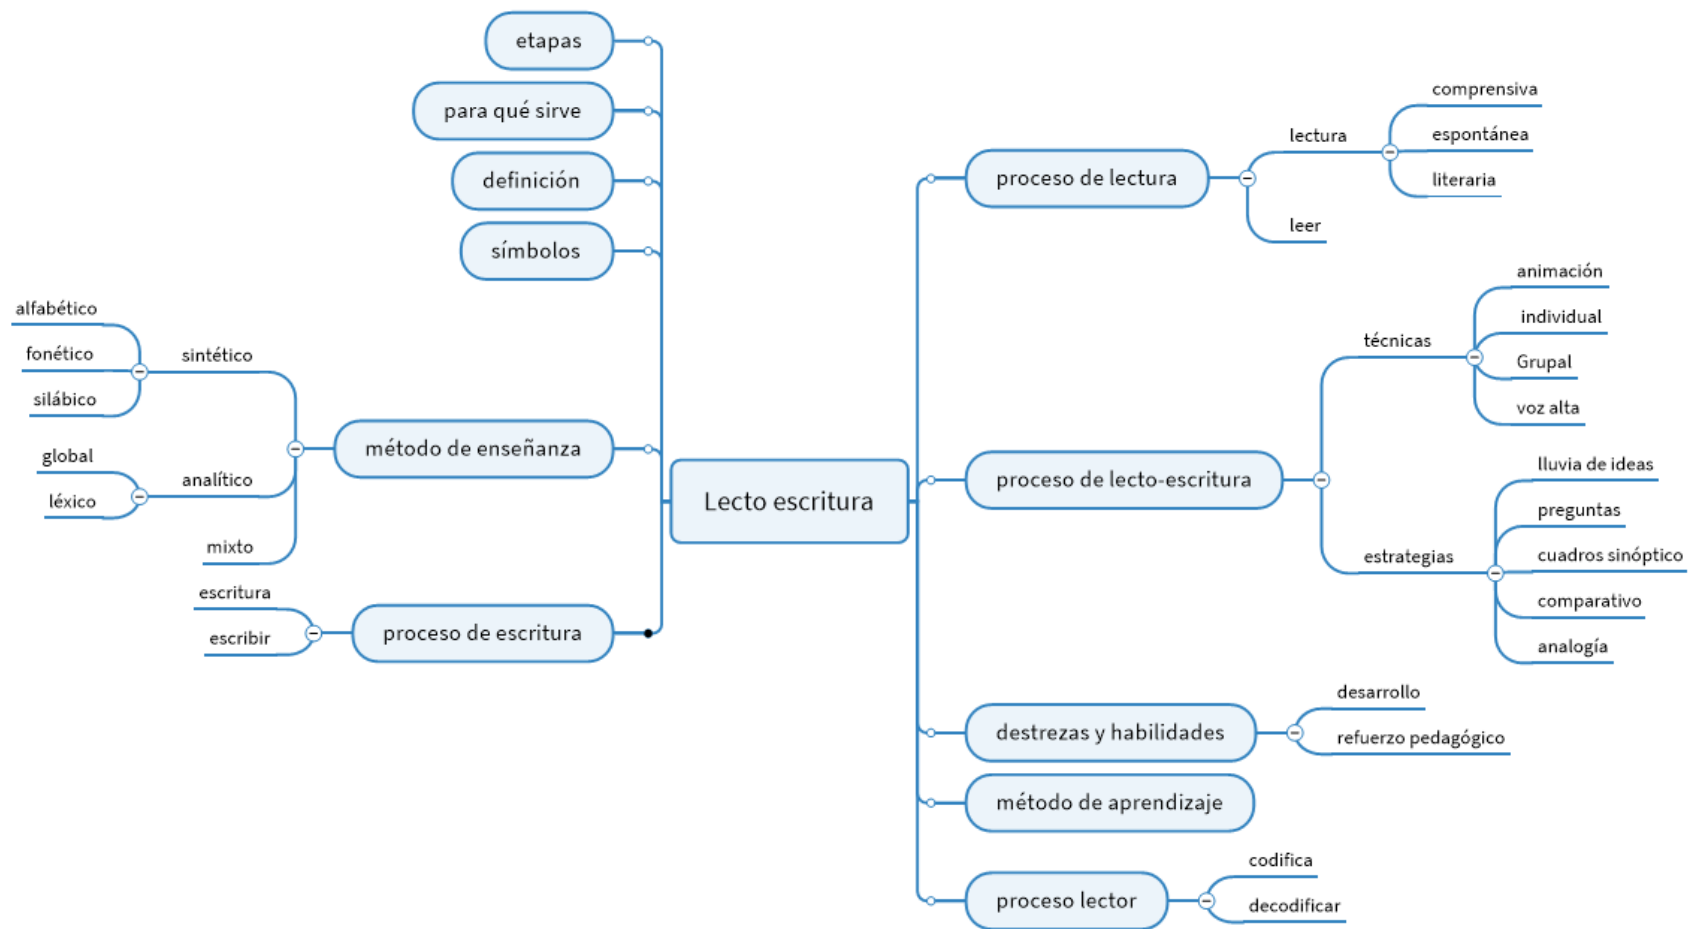 etapas
para qué sirve
definición
símbolos
alfabético
fonético
silábico
sintético
global
léxico
analítico
mixto
método de enseñanza
escritura
escribir
proceso de escritura
Lecto escritura
proceso de lectura
lectura
comprensiva
espontánea
literaria
leer
proceso de lecto-escritura
técnicas
animación
individual
Grupal
voz alta
estrategias
lluvia de ideas
preguntas
cuadros sinóptico
comparativo
analogía
destrezas y habilidades
desarrollo
refuerzo pedagógico
método de aprendizaje
proceso lector
codifica
decodificar